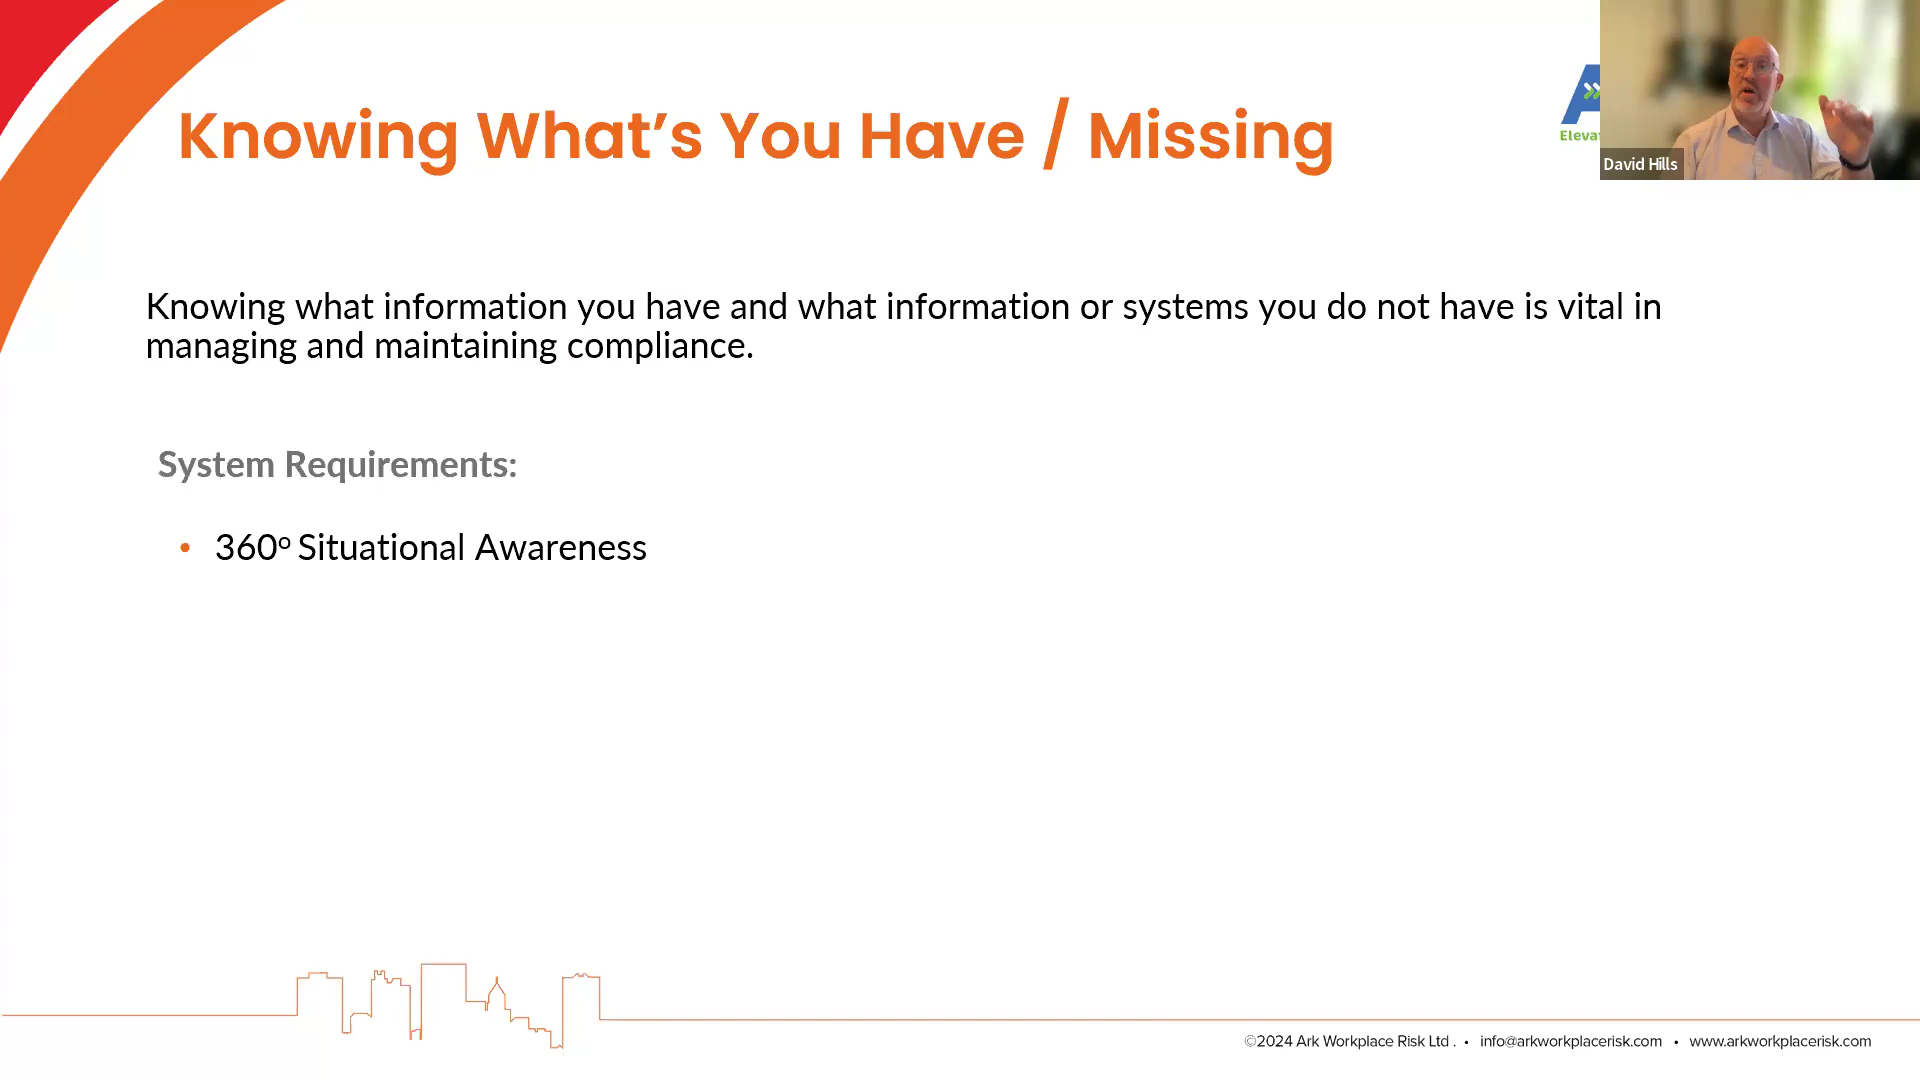 Knowing What’s You Have / Missing
David Hills
Knowing what information you have and what information or systems you do not have is vital in
managing and maintaining compliance.
System Requirements:
• 360º Situational Awareness
©2024 Ark Workplace Risk Ltd . • info@arkworkplacerisk.com • www.arkworkplacerisk.com